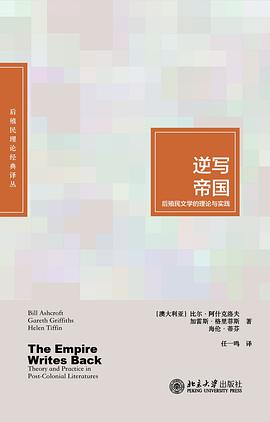 后殖民理论经典译丛
逆写
帝国
后殖民文学的理论与实践
Bill Ashcroft
Gareth Griffiths
Helen Tiffin
［澳大利亚］ 比尔·阿什克洛夫
加雷斯·格里菲斯 著
海伦·蒂芬
任一鸣 译
The Empire
Writes Back
Theory and Practice in
Post-Colonial Literatures
北京大学出版社
PEKING UNIVERSITY PRESS